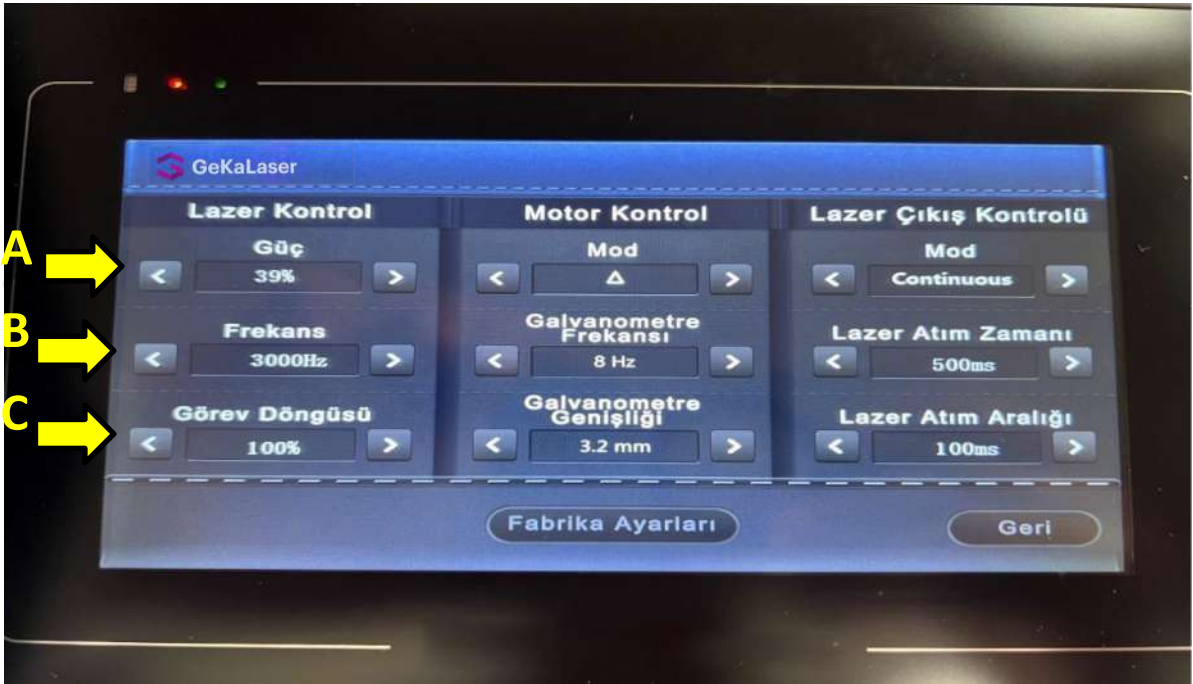 GeKaLaser
Lazer Kontrol
Motor Kontrol
Lazer Çıkış Kontrolü
A
Güç
39%
Mod
Δ
Mod
Continuous
B
Frekans
3000Hz
Galvanometre
Frekansı
8 Hz
Lazer Atım Zamanı
500ms
C
Görev Döngüsü
100%
Galvanometre
Genişliği
3.2 mm
Lazer Atım Aralığı
100ms
Fabrika Ayarları
Geri